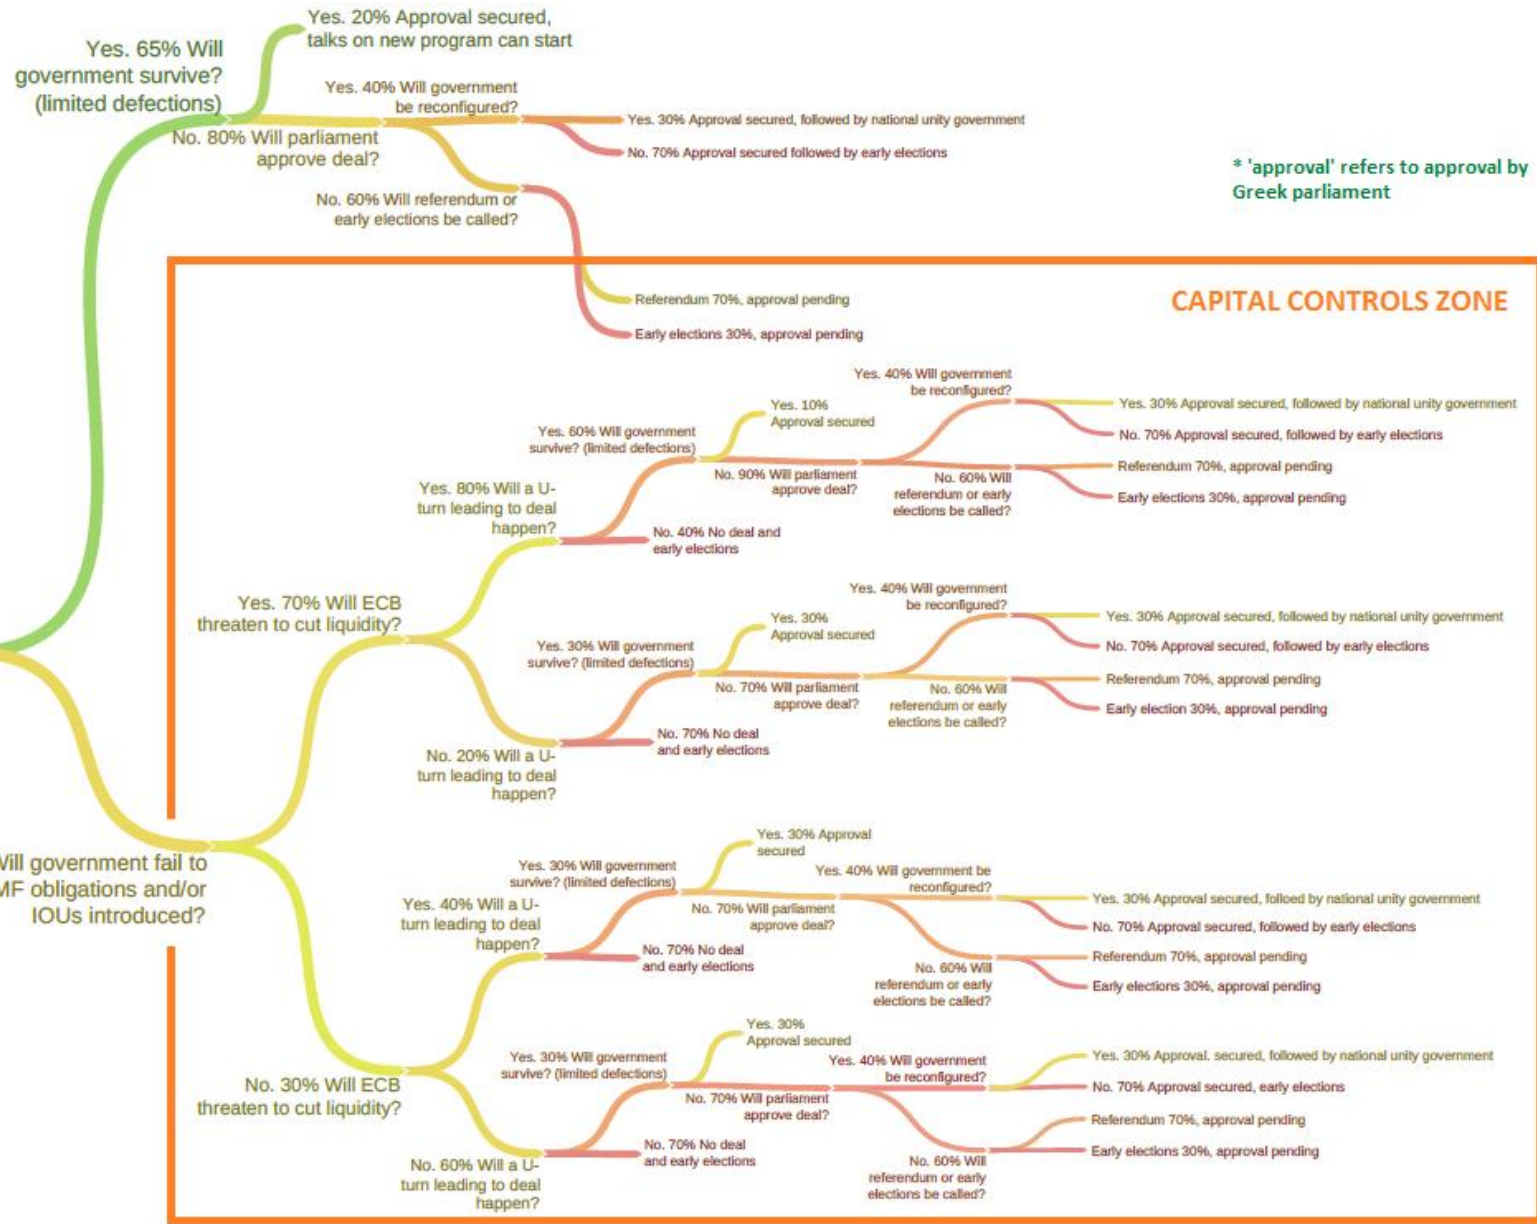 Yes. 20% Approval secured,
talks on new program can start
Yes. 65% Will
government survive?
(limited defections)
Yes. 40% Will government
be reconfigured?
Yes. 30% Approval secured, followed by national unity government
No. 80% Will parliament
approve deal?
No. 70% Approval secured followed by early elections
* 'approval' refers to approval by
Greek parliament
No. 60% Will referendum or
early elections be called?
CAPITAL CONTROLS ZONE
Referendum 70%, approval pending
Early elections 30%, approval pending
Yes. 40% Will government
be reconfigured?
Yes. 10%
Approval secured
Yes. 30% Approval secured, followed by national unity government
Yes. 60% Will government
survive? (limited defections)
No. 70% Approval secured, followed by early elections
No. 90% Will parliament
approve deal?
Referendum 70%, approval pending
No. 60% Will
referendum or early
elections be called?
Early elections 30%, approval pending
Yes. 80% Will a U-
turn leading to deal
happen?
No. 40% No deal and
early elections
Yes. 70% Will ECB
threaten to cut liquidity?
Yes. 40% Will government
be reconfigured?
Yes. 30%
Approval secured
Yes. 30% Approval secured, followed by national unity government
Yes. 30% Will government
survive? (limited defections)
No. 70% Approval secured, followed by early elections
No. 70% Will parliament
approve deal?
Referendum 70%, approval pending
No. 60% Will
referendum or early
elections be called?
Early election 30%, approval pending
No. 70% No deal
and early elections
No. 20% Will a U-
turn leading to deal
happen?
Will government fail to
MF obligations and/or
IOUs introduced?
Yes. 30% Approval
secured
Yes. 30% Will government
survive? (limited defections)
Yes. 40% Will government be
reconfigured?
Yes. 30% Approval secured, follced by national unity government
Yes. 40% Will a U-
turn leading to deal
happen?
No. 70% Will parliament
approve deal?
No. 70% Approval secured, followed by early elections
No. 70% No deal
and early elections
Referendum 70%, approval pending
No. 60% Will
referendum or early
elections be called?
Early elections 30%, approval pending
Yes. 30%
Approval secured
Yes. 30% Will government
survive? (limited defections)
Yes. 40% Will government
be reconfigured?
Yes. 30% Approval. secured, followed by national unity government
No. 30% Will ECB
threaten to cut liquidity?
No. 70% Will parliament
approve deal?
No. 70% Approval secured, early elections
Referendum 70%, approval pending
No. 70% No deal
and early elections
Early elections 30%, approval pending
No. 60% Will a U-
turn leading to deal
happen?
No. 60% Will
referendum or early
elections be called?